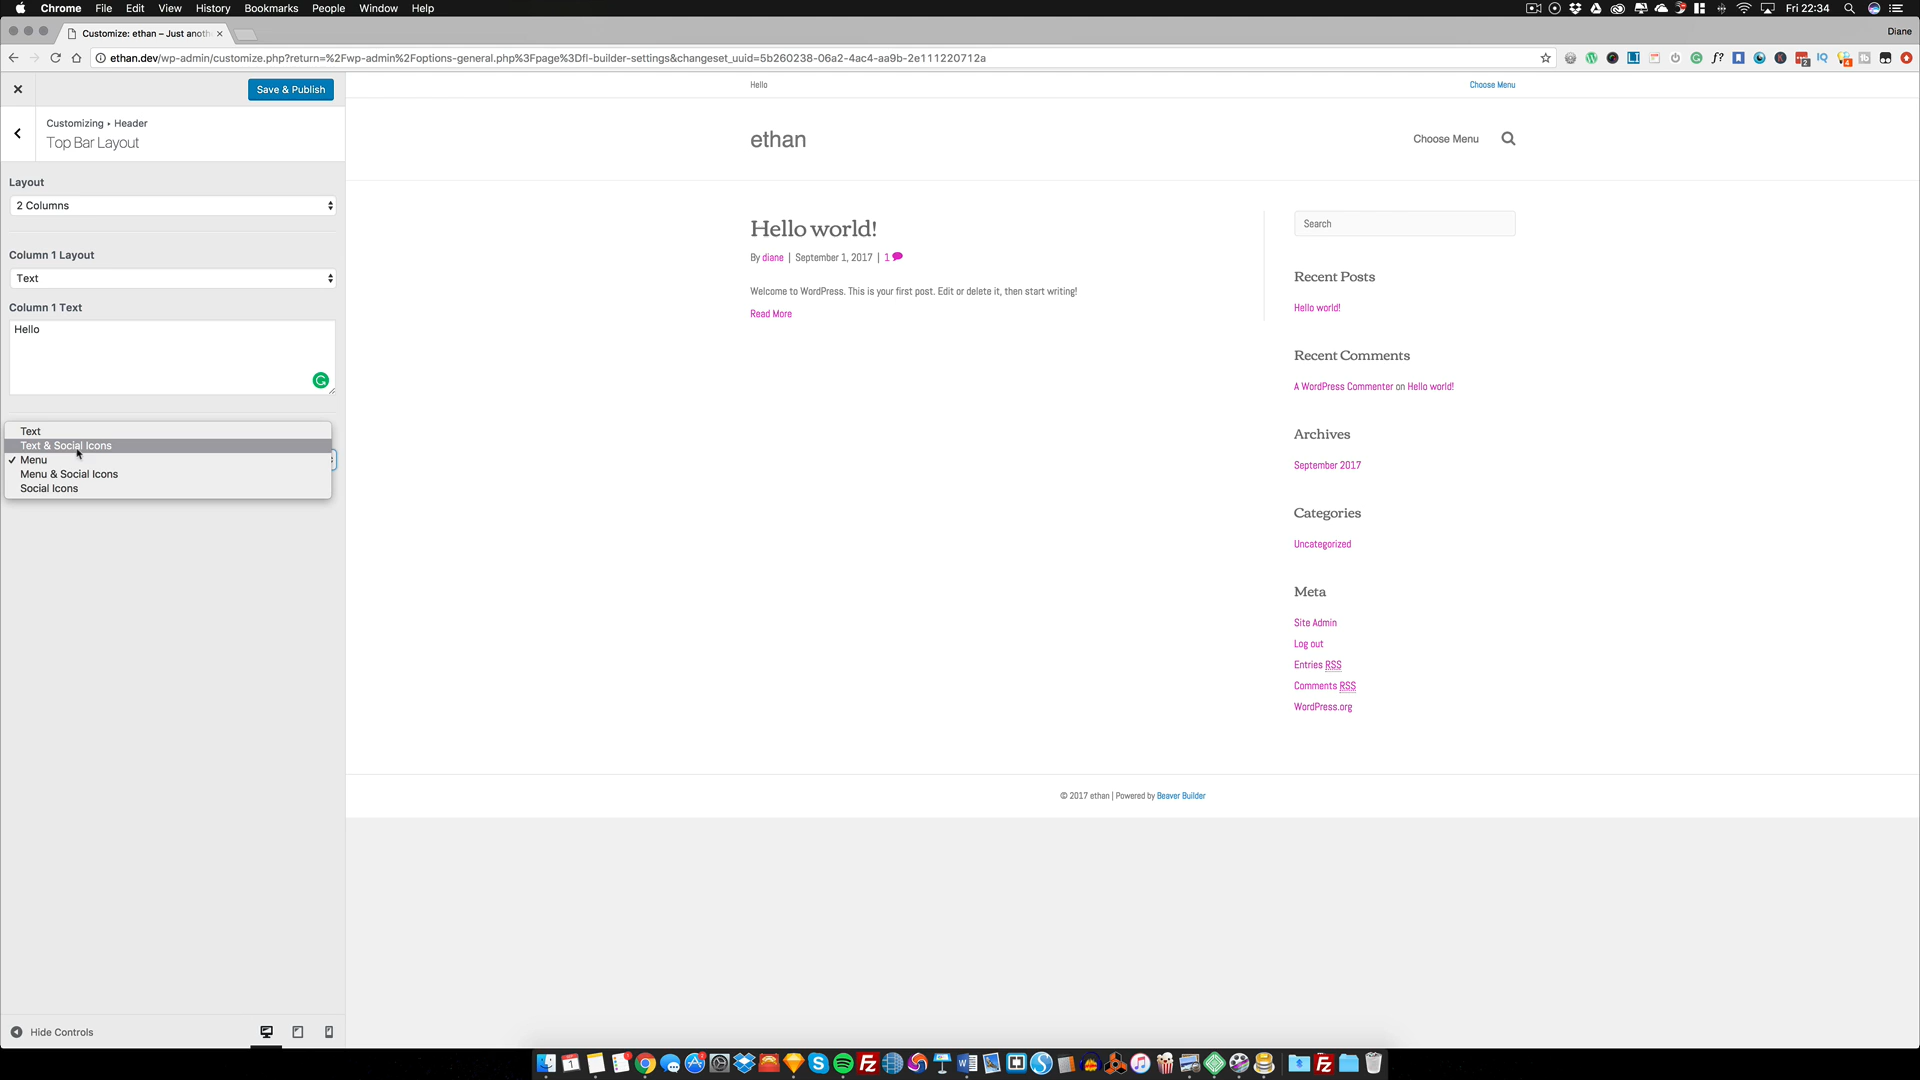 Chrome File Edit View History Bookmarks People Window Help Fri 22:34
Customize: ethan – Just anoth Diane
ethan.dev/wp-admin/customize.php?return=%2Fwp-admin%2Foptions-general.php%3Fpage%3Dfl-builder-settings&changeset_uuid=5b260238-06a2-4ac4-aa9b-2e111220712a
Save & Publish
Customizing ▸ Header
Top Bar Layout
Layout
2 Columns
Column 1 Layout
Text
Column 1 Text
Hello
Text
Text & Social Icons
✓ Menu
Menu & Social Icons
Social Icons
Hide Controls
Hello
Choose Menu
ethan
Choose Menu
Hello world!
By diane | September 1, 2017 | 1
Welcome to WordPress. This is your first post. Edit or delete it, then start writing!
Read More
Search
Recent Posts
Hello world!
Recent Comments
A WordPress Commenter on Hello world!
Archives
September 2017
Categories
Uncategorized
Meta
Site Admin
Log out
Entries RSS
Comments RSS
WordPress.org
© 2017 ethan | Powered by Beaver Builder